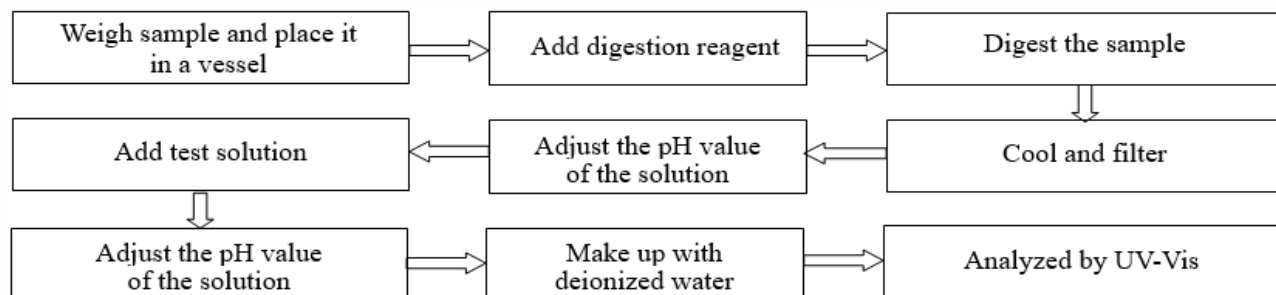 Weigh sample and place it
in a vessel
Add digestion reagent
Digest the sample
Cool and filter
Adjust the pH value
of the solution
Add test solution
Adjust the pH value
of the solution
Make up with
deionized water
Analyzed by UV-Vis